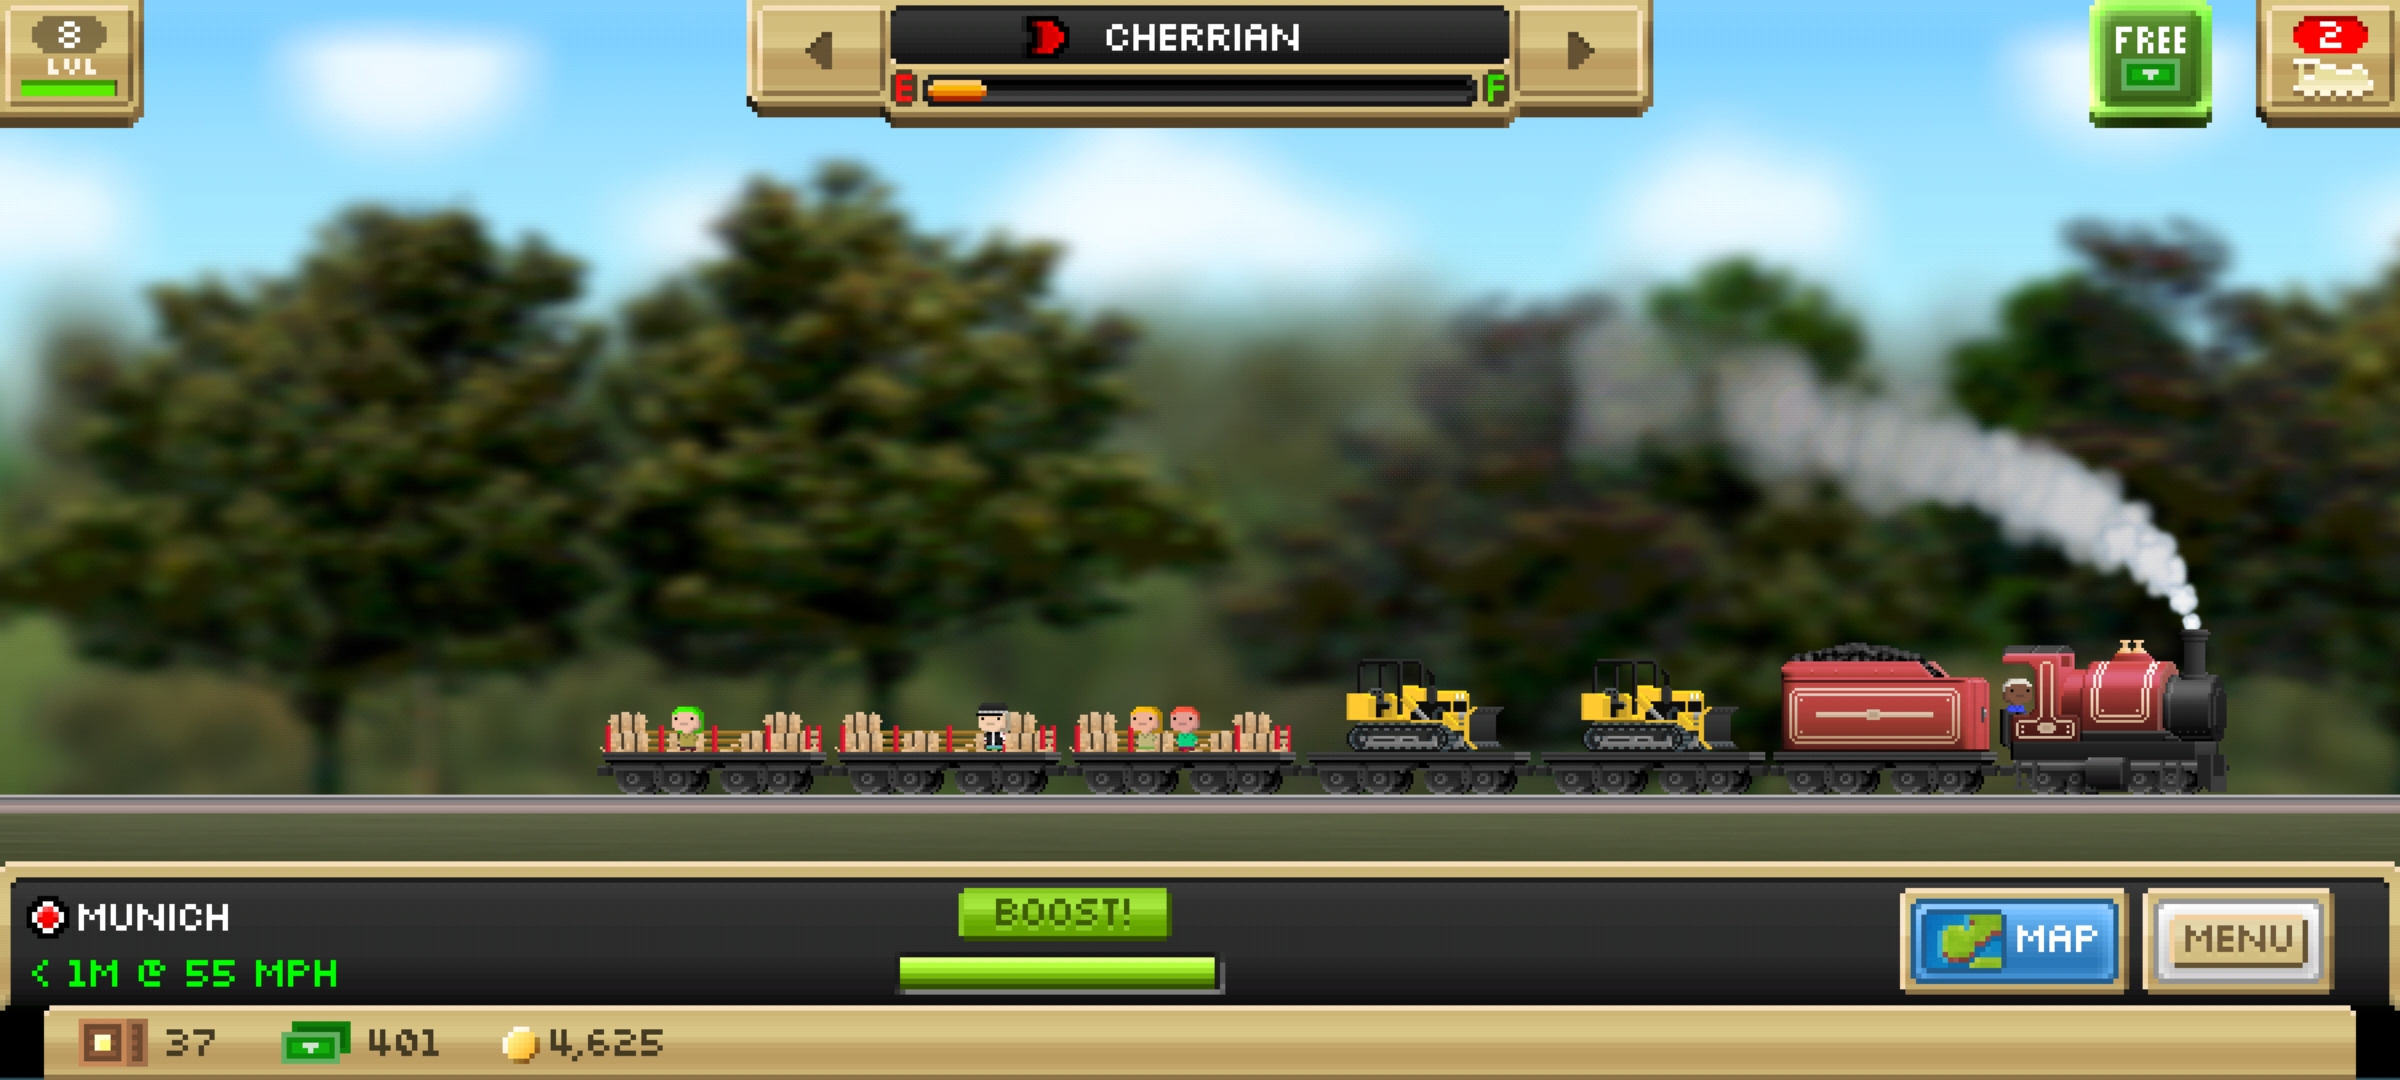 8
LVL
CHERRIAN
E F
FREE
2
MUNICH
< 1M @ 55 MPH
BOOST!
MAP
MENU
37
401
4,625